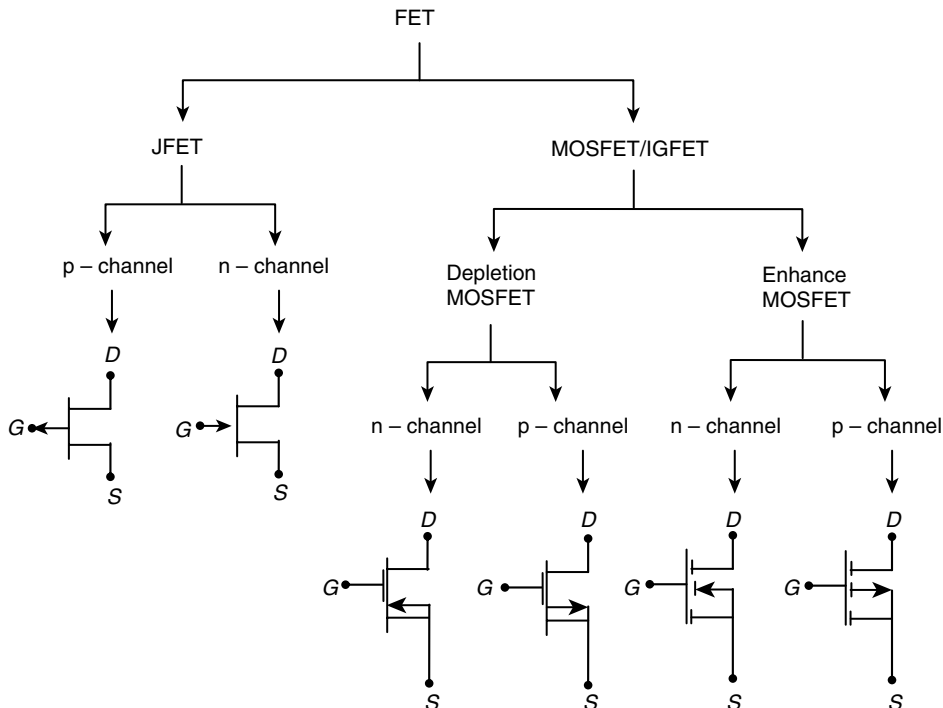 FET
JFET
MOSFET/IGFET
p – channel
n – channel
Depletion
MOSFET
Enhance
MOSFET
D
D
n – channel
p – channel
n – channel
p – channel
G
G
S
S
D
D
D
D
G
G
G
G
S
S
S
S